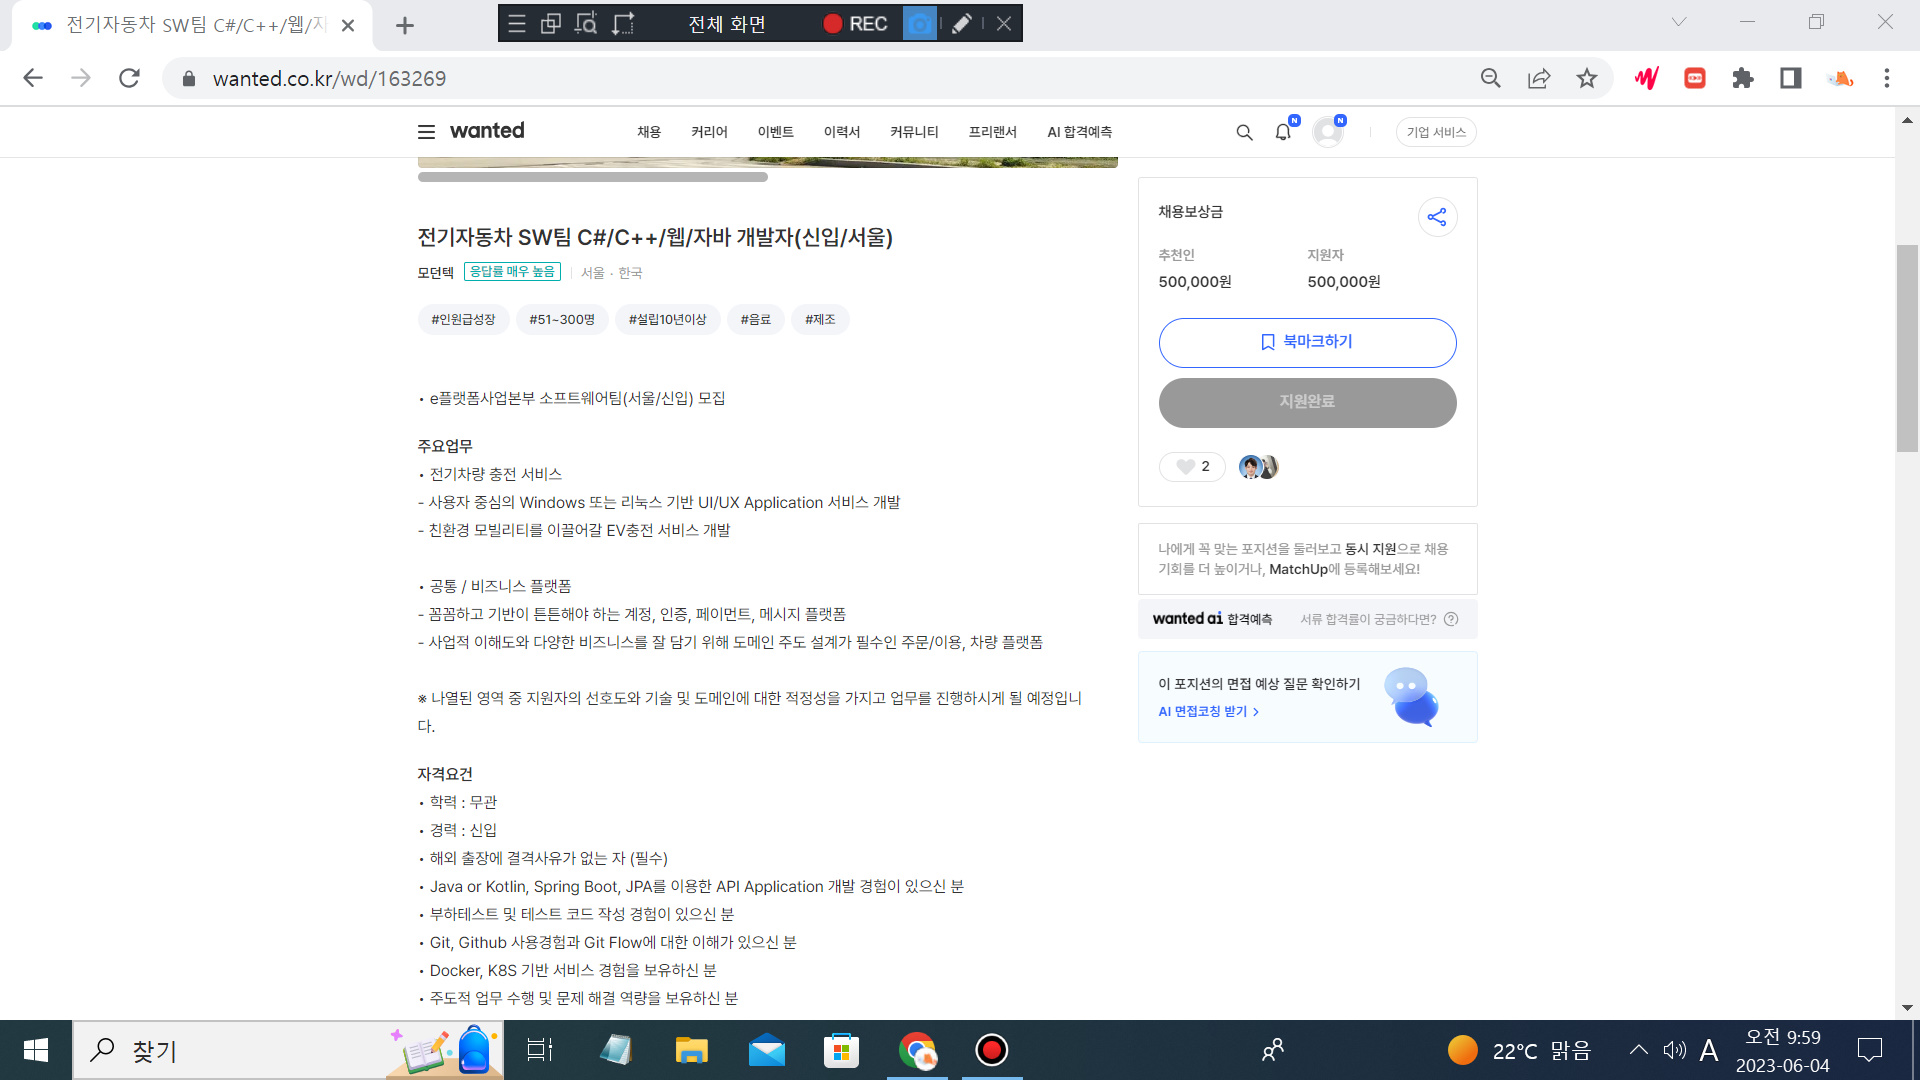 전기자동차 SW팀 C#/C++/웹/자
전체 화면
REC
wanted.co.kr/wd/163269
wanted
채용
커리어
이벤트
이력서
커뮤니티
프리랜서
AI 합격예측
N
N
기업 서비스
전기자동차 SW팀 C#/C++/웹/자바 개발자(신입/서울)
모던텍 응답률 매우 높음 서울 · 한국
#인원급성장 #51~300명 #설립10년이상 #음료 #제조
• e플랫폼사업본부 소프트웨어팀(서울/신입) 모집
주요업무
• 전기차량 충전 서비스
- 사용자 중심의 Windows 또는 리눅스 기반 UI/UX Application 서비스 개발
- 친환경 모빌리티를 이끌어갈 EV충전 서비스 개발
• 공통 / 비즈니스 플랫폼
- 꼼꼼하고 기반이 튼튼해야 하는 계정, 인증, 페이먼트, 메시지 플랫폼
- 사업적 이해도와 다양한 비즈니스를 잘 담기 위해 도메인 주도 설계가 필수인 주문/이용, 차량 플랫폼
※ 나열된 영역 중 지원자의 선호도와 기술 및 도메인에 대한 적정성을 가지고 업무를 진행하시게 될 예정입니
다.
자격요건
• 학력 : 무관
• 경력 : 신입
• 해외 출장에 결격사유가 없는 자 (필수)
• Java or Kotlin, Spring Boot, JPA를 이용한 API Application 개발 경험이 있으신 분
• 부하테스트 및 테스트 코드 작성 경험이 있으신 분
• Git, Github 사용경험과 Git Flow에 대한 이해가 있으신 분
• Docker, K8S 기반 서비스 경험을 보유하신 분
• 주도적 업무 수행 및 문제 해결 역량을 보유하신 분
채용보상금
추천인 지원자
500,000원 500,000원
북마크하기
지원완료
2
나에게 꼭 맞는 포지션을 둘러보고 동시 지원으로 채용
기회를 더 높이거나, MatchUp에 등록해보세요!
wanted ai 합격예측 서류 합격률이 궁금하다면? ?
이 포지션의 면접 예상 질문 확인하기
AI 면접코칭 받기 >
찾기
22℃ 맑음
A
오전 9:59
2023-06-04